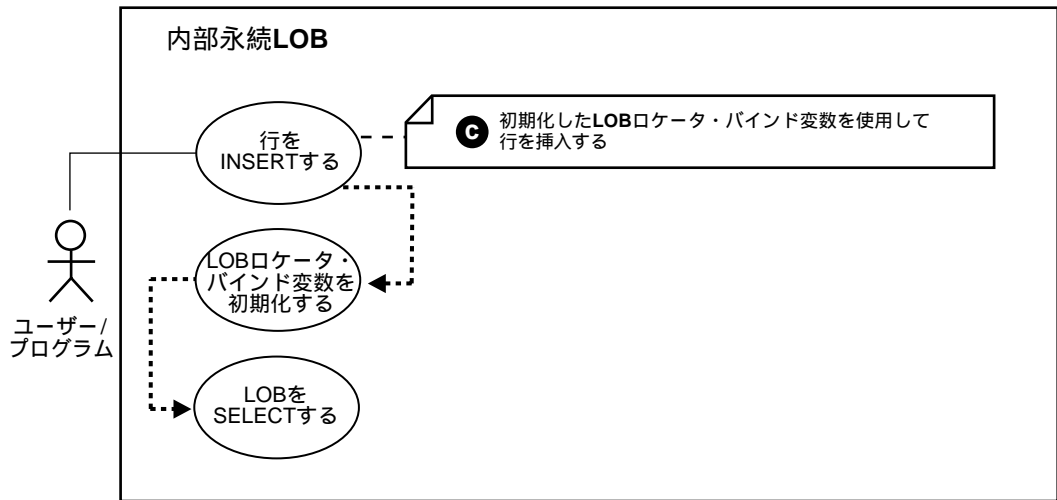 内部永続LOB
行を
INSERTする
C 初期化したLOBロケータ・バインド変数を使用して
行を挿入する
LOBロケータ・
バインド変数を
初期化する
ユーザー/
プログラム
LOBを
SELECTする